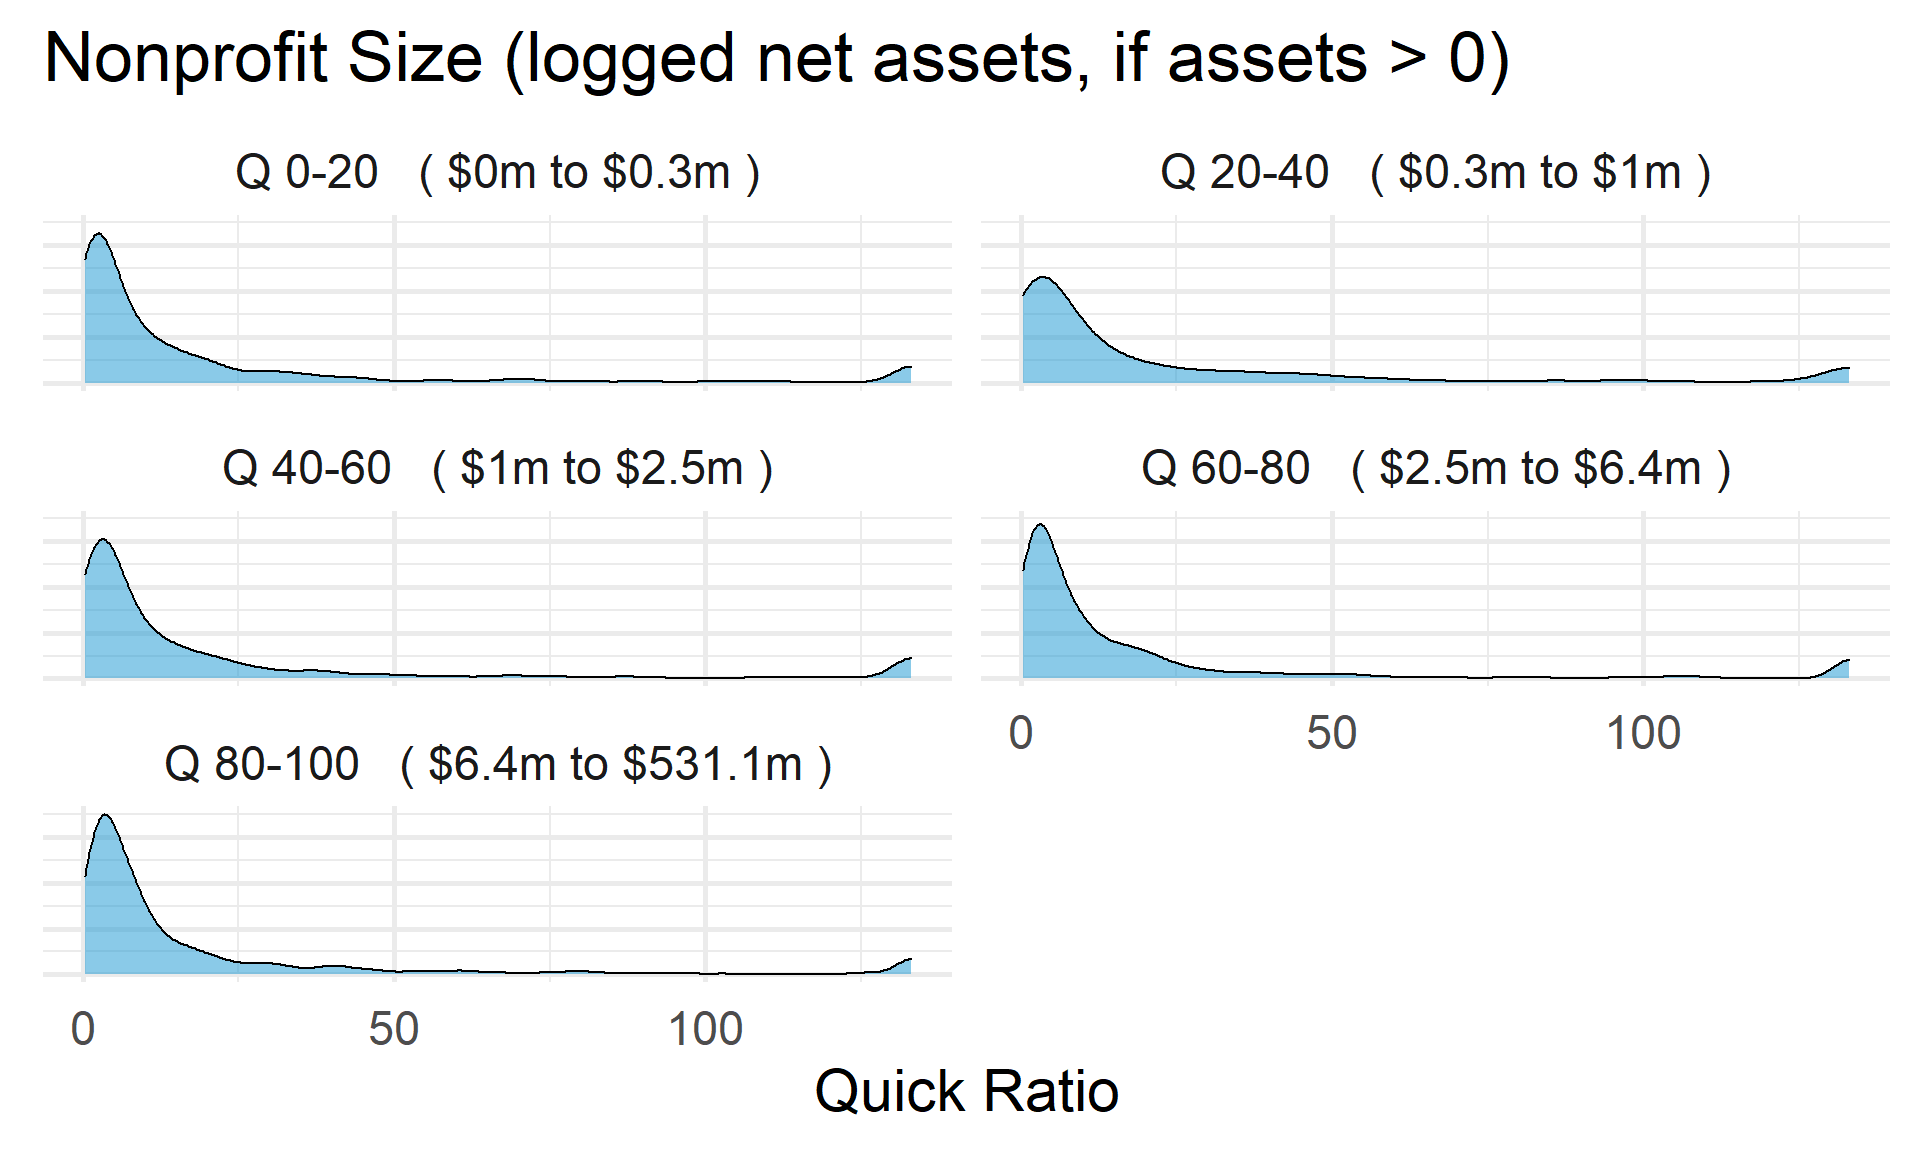 Nonprofit Size (logged net assets, if assets > 0)
Q 0-20 ( $0m to $0.3m )
Q 20-40 ( $0.3m to $1m )
Q 40-60 ( $1m to $2.5m )
Q 60-80 ( $2.5m to $6.4m )
0 50 100
Q 80-100 ( $6.4m to $531.1m )
0 50 100
Quick Ratio